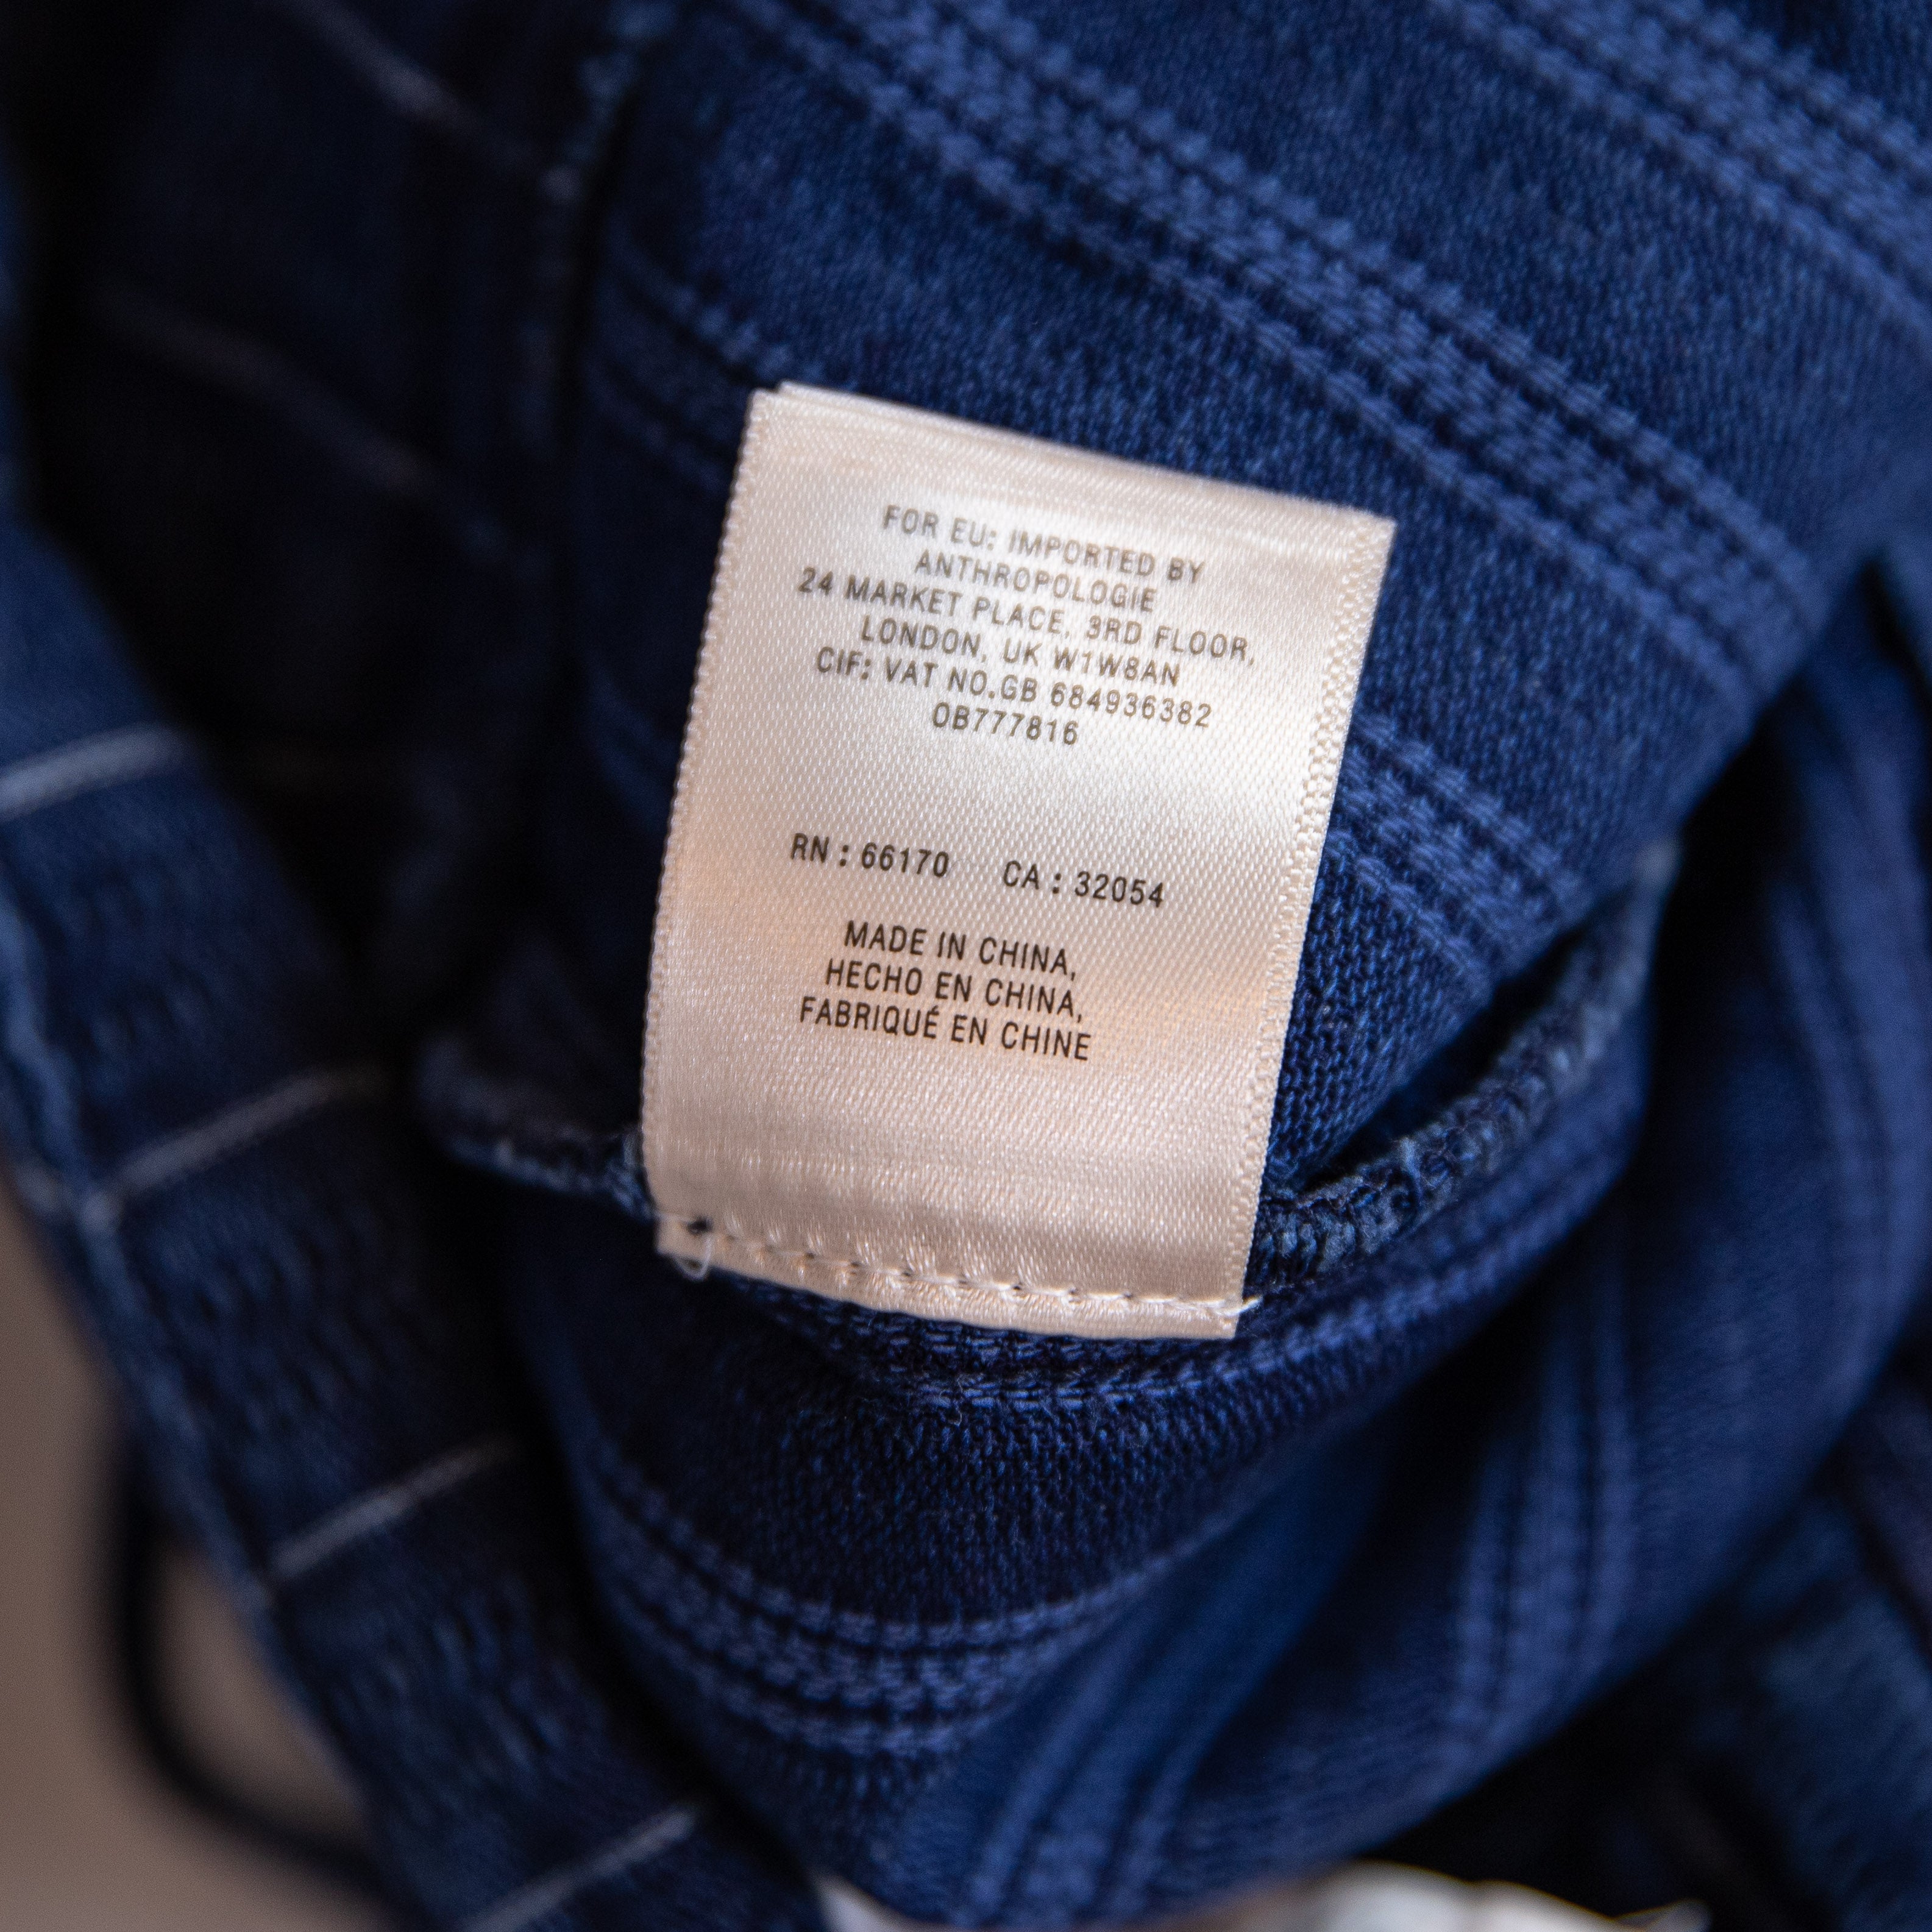 FOR EU: IMPORTED BY
ANTHROPOLOGIE
24 MARKET PLACE, 3RD FLOOR,
LONDON, UK W1W8AN
CIF: VAT NO.GB 684936382
OB777816
RN : 66170 CA : 32054
MADE IN CHINA,
HECHO EN CHINA,
FABRIQUÉ EN CHINE